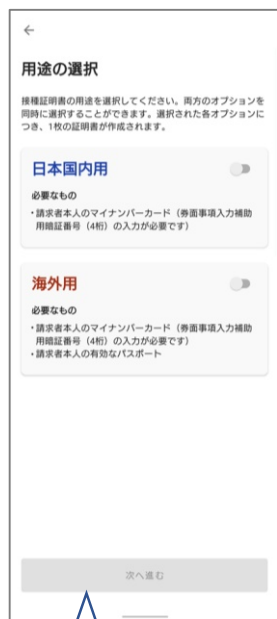 用途の選択
接種証明書の用途を選択してください。両方のオプションを
同時に選択することができます。選択された各オプションに
つき、1枚の証明書が作成されます。
日本国内用
必要なもの
・請求者本人のマイナンバーカード（券面事項入力補助
用暗証番号（4桁）の入力が必要です）
海外用
必要なもの
・請求者本人のマイナンバーカード（券面事項入力補助
用暗証番号（4桁）の入力が必要です）
・請求者本人の有効なパスポート
次へ進む